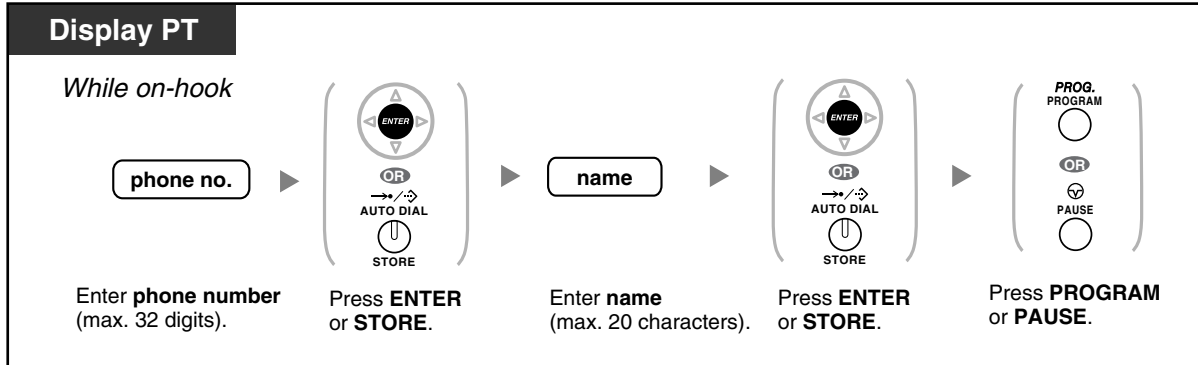 Display PT
While on-hook
phone no.
ENTER
OR
AUTO DIAL
STORE
name
ENTER
OR
AUTO DIAL
STORE
PROG.
PROGRAM
OR
PAUSE
Enter phone number
(max. 32 digits).
Press ENTER
or STORE.
Enter name
(max. 20 characters).
Press ENTER
or STORE.
Press PROGRAM
or PAUSE.